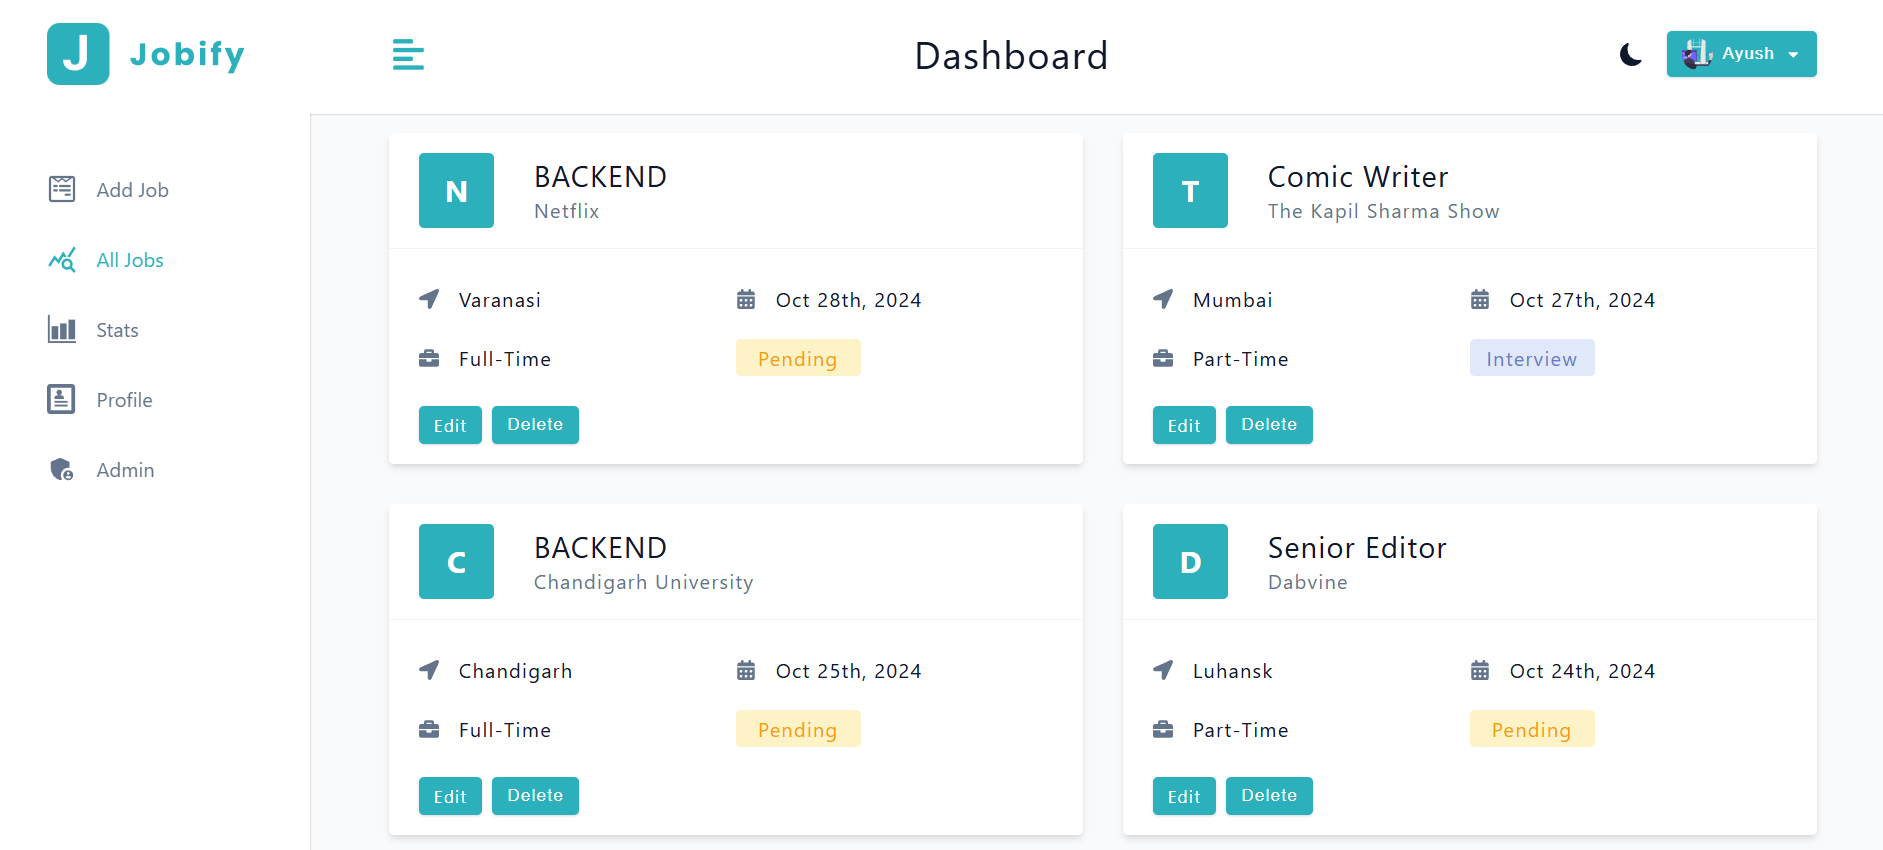 J Jobify
Dashboard
Ayush
Add Job
All Jobs
Stats
Profile
Admin
N
BACKEND
Netflix
Varanasi
Oct 28th, 2024
Full-Time
Pending
Edit
Delete
T
Comic Writer
The Kapil Sharma Show
Mumbai
Oct 27th, 2024
Part-Time
Interview
Edit
Delete
C
BACKEND
Chandigarh University
Chandigarh
Oct 25th, 2024
Full-Time
Pending
Edit
Delete
D
Senior Editor
Dabvine
Luhansk
Oct 24th, 2024
Part-Time
Pending
Edit
Delete